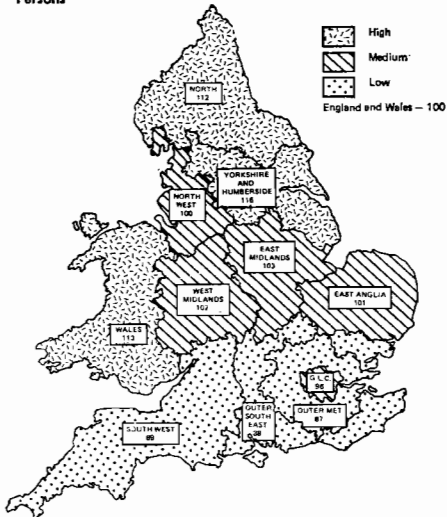 Persons
High
Medium
Low
England and Wales – 100
NORTH
112
YORKSHIRE
AND
HUMBERSIDE
116
NORTH
WEST
100
EAST
MIDLANDS
103
WEST
MIDLANDS
102
EAST ANGLIA
101
WALES
113
G.L.C.
OUTER
SOUTH
EAST
OUTER MET
87
SOUTH WEST
89